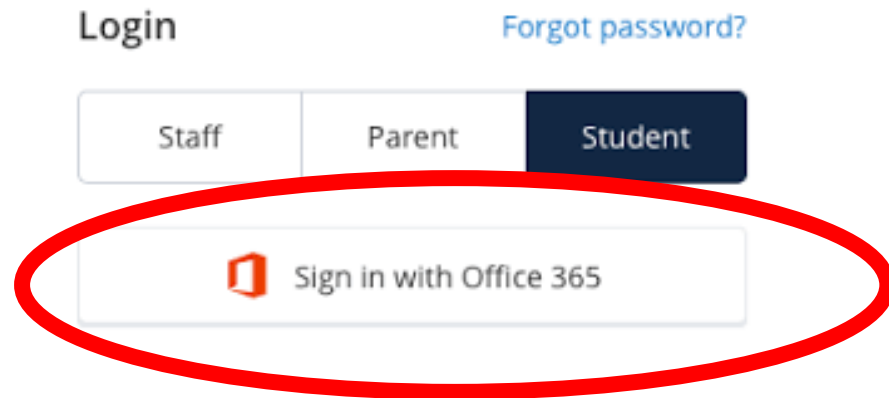 Login Forgot password?
Staff Parent Student
Sign in with Office 365